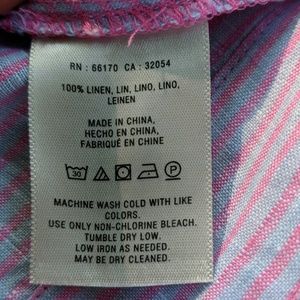 RN : 66170 CA : 32054
100% LINEN, LIN, LINO, LINO,
LEINEN
MADE IN CHINA,
HECHO EN CHINA,
FABRIQUÉ EN CHINE
30 P
MACHINE WASH COLD WITH LIKE
COLORS.
USE ONLY NON-CHLORINE BLEACH.
TUMBLE DRY LOW.
LOW IRON AS NEEDED.
MAY BE DRY CLEANED.